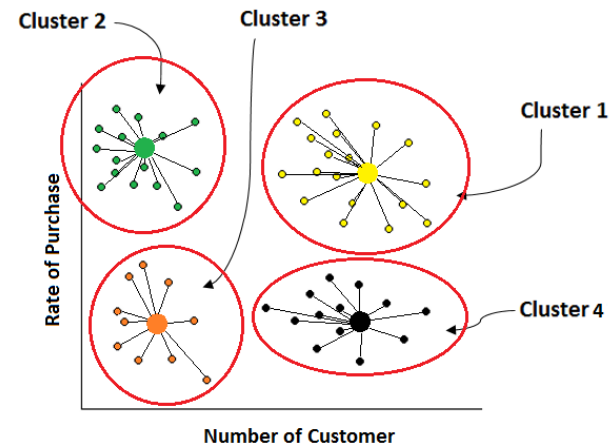 Cluster 2
Cluster 3
Cluster 1
Rate of Purchase
Cluster 4
Number of Customer